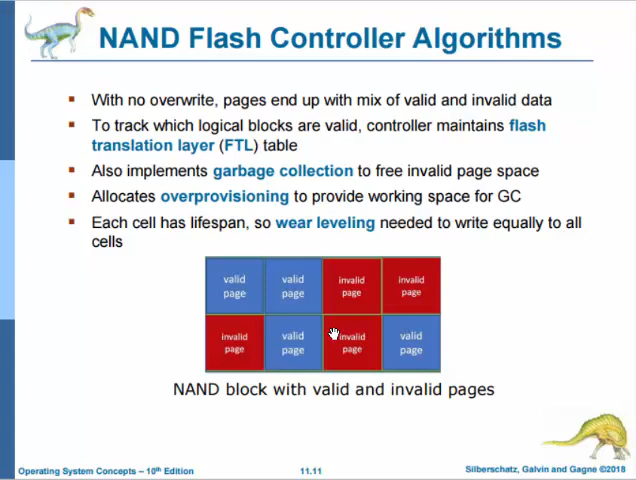 NAND Flash Controller Algorithms
With no overwrite, pages end up with mix of valid and invalid data
To track which logical blocks are valid, controller maintains flash
translation layer (FTL) table
Also implements garbage collection to free invalid page space
Allocates overprovisioning to provide working space for GC
Each cell has lifespan, so wear leveling needed to write equally to all
cells
valid page
valid page
invalid page
invalid page
invalid page
valid page
invalid page
valid page
NAND block with valid and invalid pages
Operating System Concepts – 10th Edition
11.11
Silberschatz, Galvin and Gagne ©2018